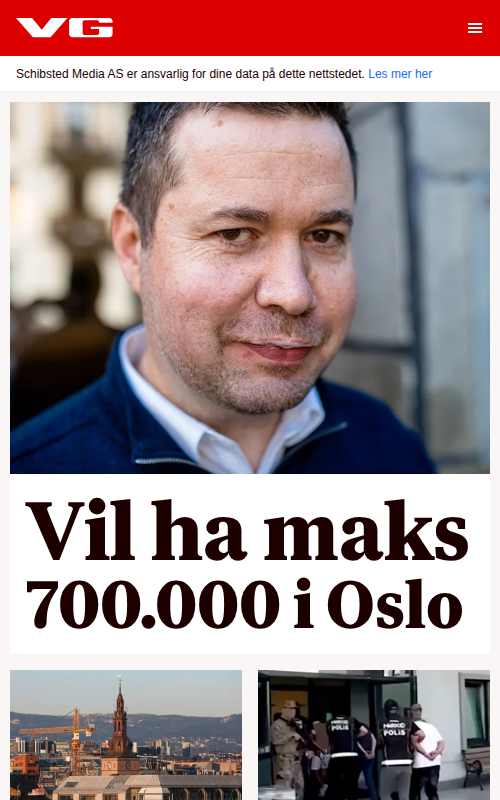 VG
Schibsted Media AS er ansvarlig for dine data på dette nettstedet. Les mer her
Vil ha maks
700.000 i Oslo
POLIS
POLIS